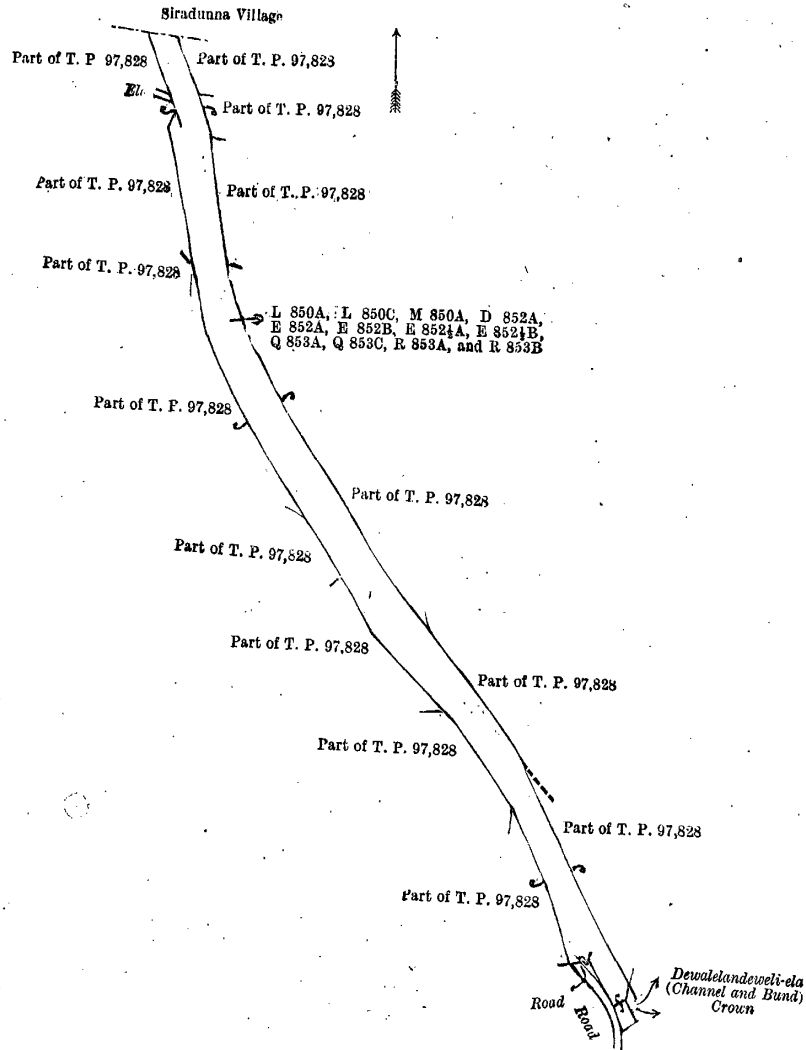 Siradunna Village
Part of T. P 97,828
Part of T. P. 97,828
Ela
Part of T. P. 97,828
Part of T. P. 97,828
Part of T. P. 97,828
Part of T. P. 97,828
L 850A, L 850C, M 850A, D 852A,
E 852A, E 852B, E 852½A, E 852½B,
Q 853A, Q 853C, R 853A, and R 853B
Part of T. P. 97,828
Part of T. P. 97,828
Part of T. P. 97,828
Part of T. P. 97,828
Part of T. P. 97,828
Part of T. P. 97,828
Part of T. P. 97,828
Part of T. P. 97,828
Dewalelandeweli-ela
(Channel and Bund)
Crown
Road
Road